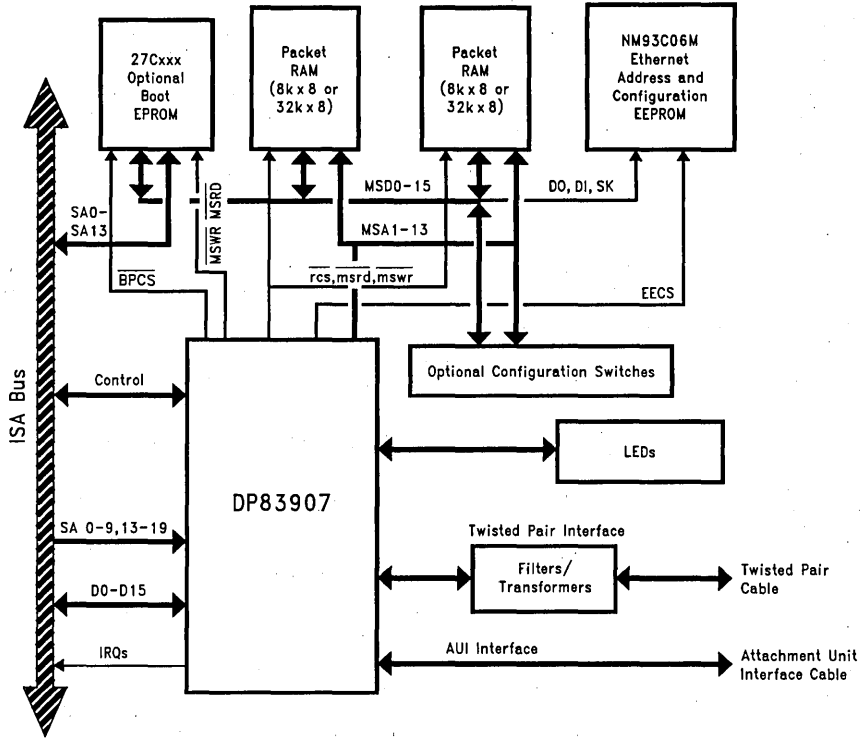 27Cxxx
Optional
Boot
EPROM
Packet
RAM
(8k x 8 or
32k x 8)
Packet
RAM
(8k x 8 or
32k x 8)
NM93C06M
Ethernet
Address and
Configuration
EEPROM
SA0-
SA13
MSWR MSRD
MSD0-15
DO, DI, SK
MSA1-13
BPCS
rcs,msrd,mswr
EECS
Optional Configuration Switches
ISA Bus
Control
LEDs
DP83907
SA 0-9,13-19
Twisted Pair Interface
Filters/
Transformers
Twisted Pair
Cable
D0-D15
IRQs
AUI Interface
Attachment Unit
Interface Cable